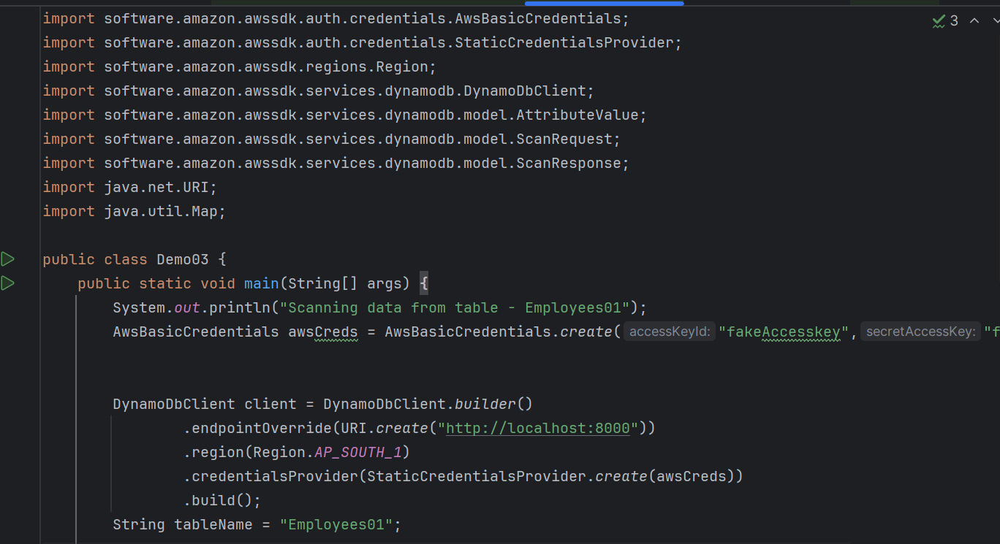 import software.amazon.awssdk.auth.credentials.AwsBasicCredentials;
3
import software.amazon.awssdk.auth.credentials.StaticCredentialsProvider;
import software.amazon.awssdk.regions.Region;
import software.amazon.awssdk.services.dynamodb.DynamoDbClient;
import software.amazon.awssdk.services.dynamodb.model.AttributeValue;
import software.amazon.awssdk.services.dynamodb.model.ScanRequest;
import software.amazon.awssdk.services.dynamodb.model.ScanResponse;
import java.net.URI;
import java.util.Map;
public class Demo03 {
public static void main(String[] args) {
System.out.println("Scanning data from table - Employees01");
AwsBasicCredentials awsCreds = AwsBasicCredentials.create( accessKeyId: "fakeAccesskey", secretAccessKey: "f
DynamoDbClient client = DynamoDbClient.builder()
.endpointOverride(URI.create("http://localhost:8000"))
.region(Region.AP_SOUTH_1)
.credentialsProvider(StaticCredentialsProvider.create(awsCreds))
.build();
String tableName = "Employees01";